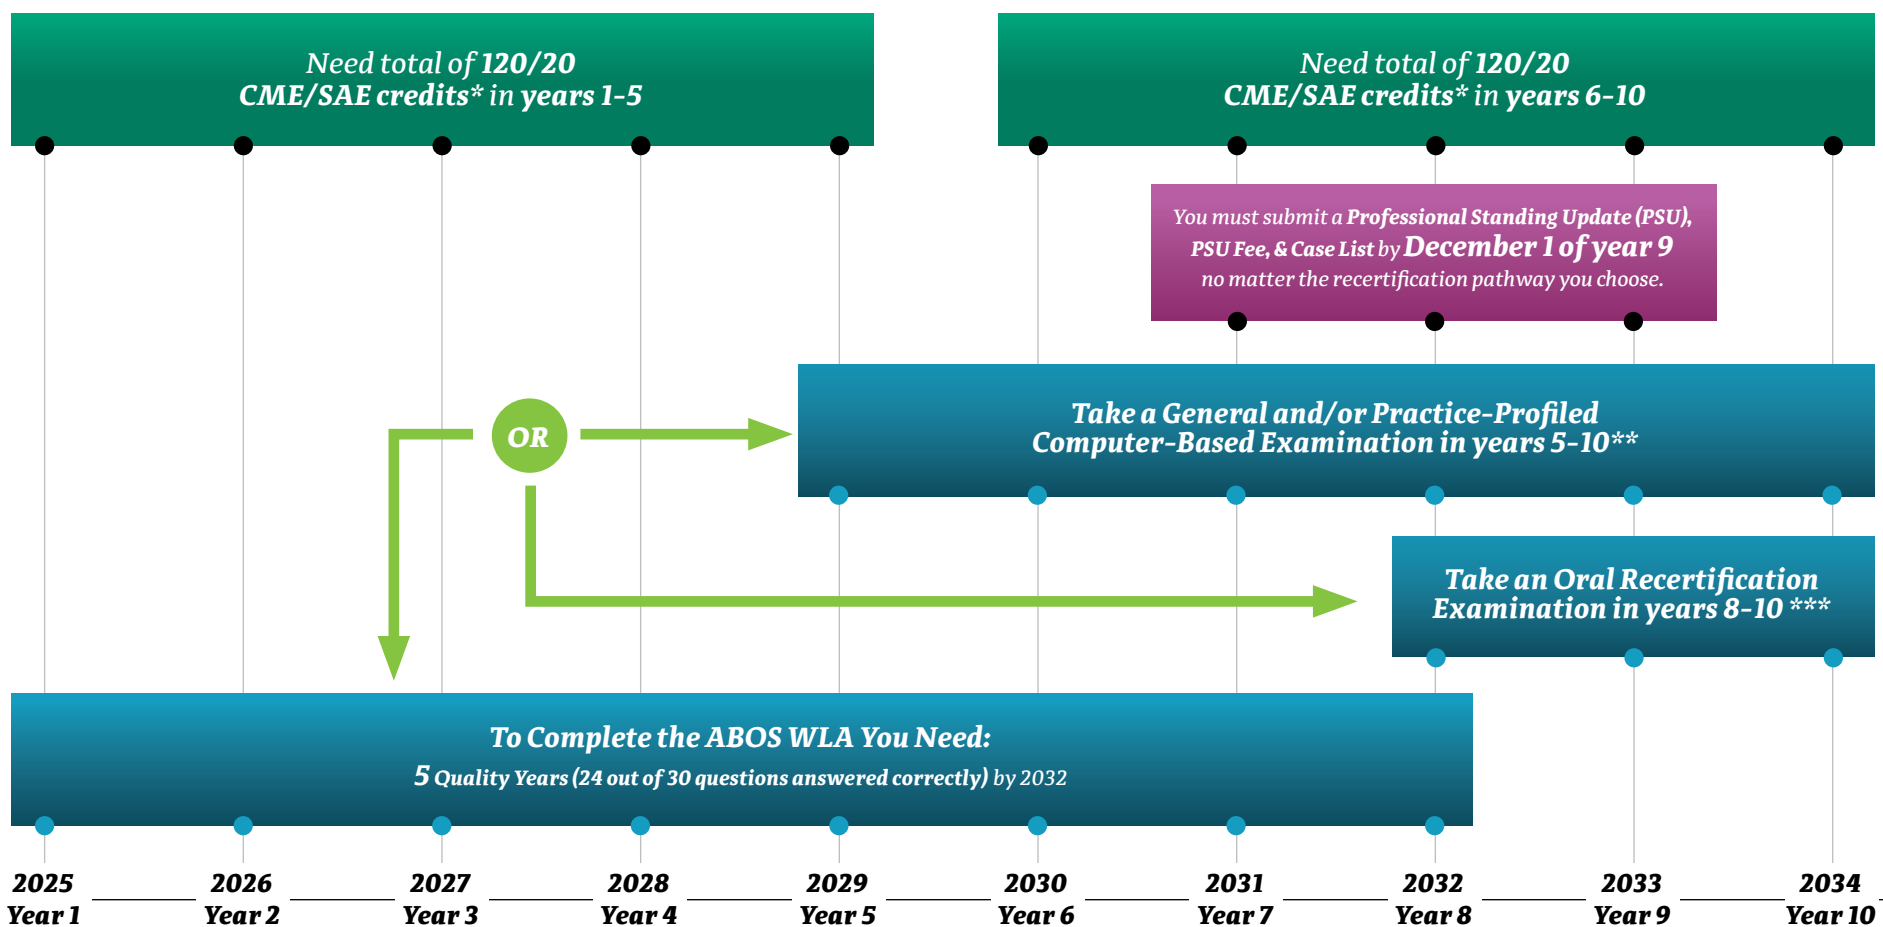 Need total of 120/20
CME/SAE credits* in years 1-5
Need total of 120/20
CME/SAE credits* in years 6-10
You must submit a Professional Standing Update (PSU),
PSU Fee, & Case List by December 1 of year 9
no matter the recertification pathway you choose.
OR
Take a General and/or Practice-Profiled
Computer-Based Examination in years 5-10**
Take an Oral Recertification
Examination in years 8-10 ***
To Complete the ABOS WLA You Need:
5 Quality Years (24 out of 30 questions answered correctly) by 2032
2025 2026 2027 2028 2029 2030 2031 2032 2033 2034
Year 1 Year 2 Year 3 Year 4 Year 5 Year 6 Year 7 Year 8 Year 9 Year 10